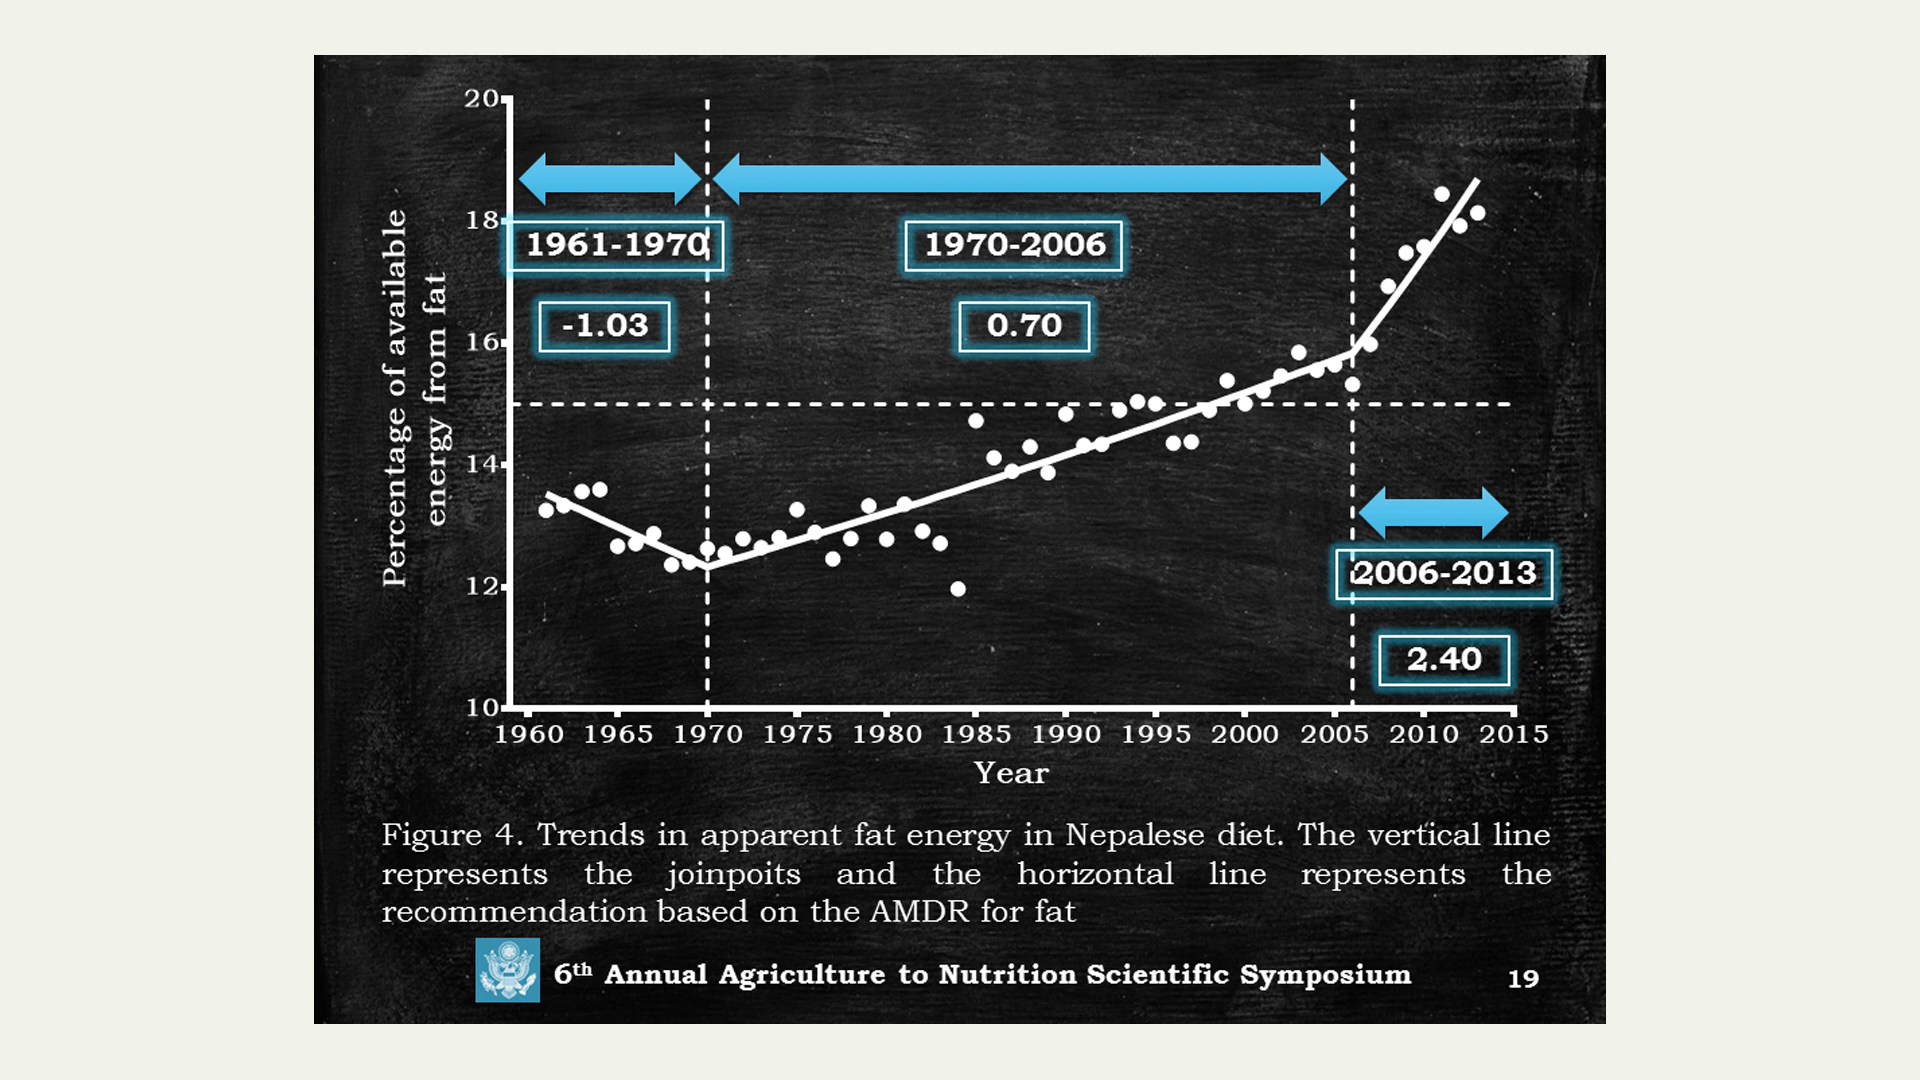 Percentage of available
energy from fat
20
18
16
14
12
10
1961-1970
-1.03
1970-2006
0.70
2006-2013
2.40
1960 1965 1970 1975 1980 1985 1990 1995 2000 2005 2010 2015
Year
Figure 4. Trends in apparent fat energy in Nepalese diet. The vertical line
represents the joinpoits and the horizontal line represents the
recommendation based on the AMDR for fat
6th Annual Agriculture to Nutrition Scientific Symposium
19